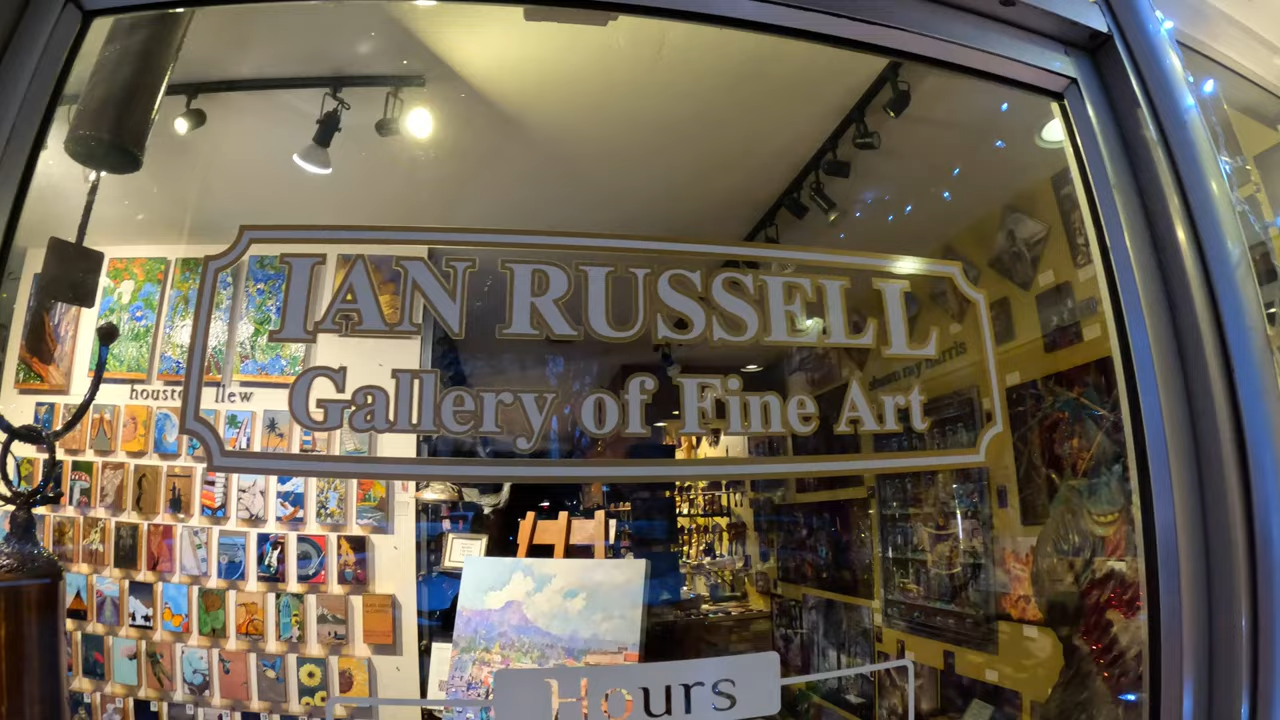 IAN RUSSELL
Gallery of Fine Art
houston llew
shawn ray harris
Hours